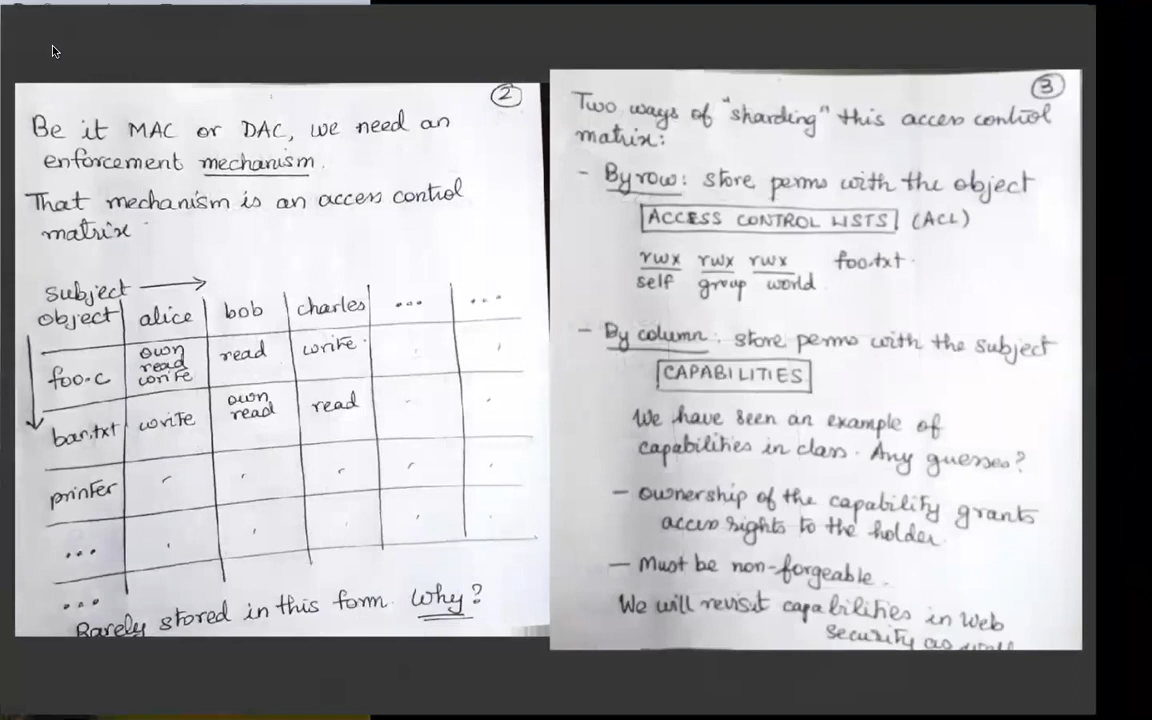 2
Be it MAC or DAC, we need an
enforcement mechanism.
That mechanism is an access control
matrix.
subject
object alice bob charles ... ...
foo.c own read write read write
bar.txt write own read read
printer
...
...
Rarely stored in this form. Why?
3
Two ways of "sharding" this access control
matrix:
- By row: store perms with the object
ACCESS CONTROL LISTS (ACL)
rwx rwx rwx foo.txt
self group world
- By column: store perms with the subject
CAPABILITIES
We have seen an example of
capabilities in class. Any guesses?
- ownership of the capability grants
access rights to the holder.
- Must be non-forgeable.
We will revisit capabilities in Web
security as well